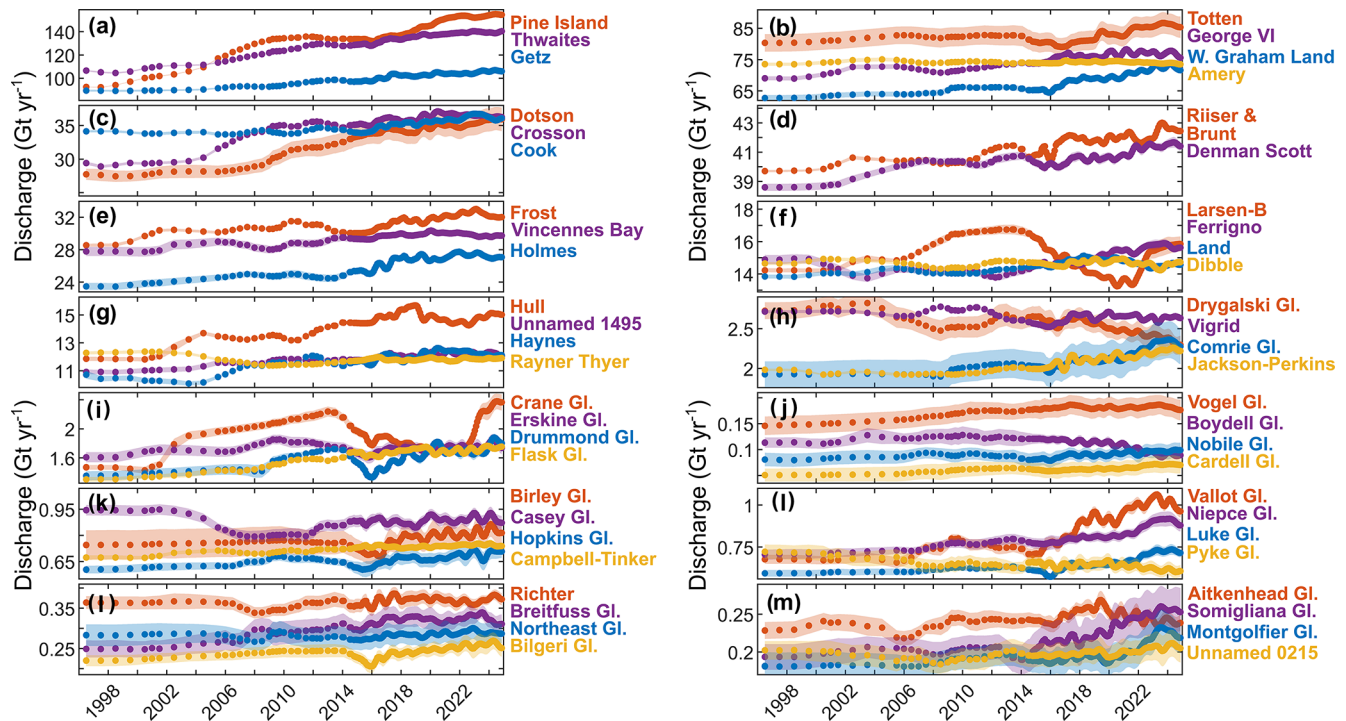 (a)
140
120
100
Pine Island
Thwaites
Getz
(b)
85
75
65
Totten
George VI
W. Graham Land
Amery
(c)
35
30
Dotson
Crosson
Cook
(d)
43
41
39
Riiser &
Brunt
Denman Scott
Discharge (Gt yr-1)
Discharge (Gt yr-1)
(e)
32
28
24
Frost
Vincennes Bay
Holmes
(f)
18
16
14
Larsen-B
Ferrigno
Land
Dibble
(g)
15
13
11
Hull
Unnamed 1495
Haynes
Rayner Thyer
(h)
2.5
2
Drygalski Gl.
Vigrid
Comrie Gl.
Jackson-Perkins
(i)
2
1.6
Crane Gl.
Erskine Gl.
Drummond Gl.
Flask Gl.
(j)
0.15
0.1
Vogel Gl.
Boydell Gl.
Nobile Gl.
Cardell Gl.
Discharge (Gt yr-1)
Discharge (Gt yr-1)
(k)
0.95
0.65
Birley Gl.
Casey Gl.
Hopkins Gl.
Campbell-Tinker
(l)
1
0.75
Vallot Gl.
Niepce Gl.
Luke Gl.
Pyke Gl.
(l)
0.35
0.25
Richter
Breitfuss Gl.
Northeast Gl.
Bilgeri Gl.
(m)
0.25
0.2
Aitkenhead Gl.
Somigliana Gl.
Montgolfier Gl.
Unnamed 0215
1998 2002 2006 2010 2014 2018 2022
1998 2002 2006 2010 2014 2018 2022